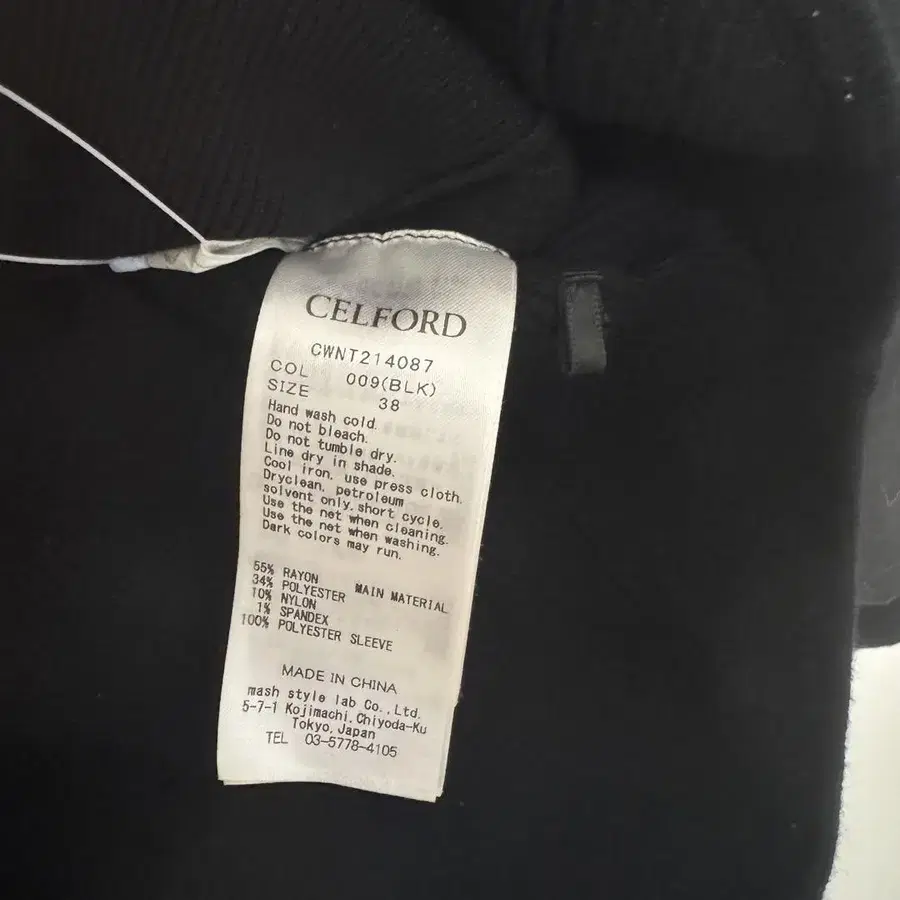 CELFORD
CWNT214087
COL 009(BLK)
SIZE 38
Hand wash cold.
Do not bleach.
Do not tumble dry.
Line dry in shade.
Cool iron, use press cloth.
Dryclean, petroleum
solvent only, short cycle.
Use the net when cleaning.
Use the net when washing.
Dark colors may run.
55% RAYON
34% POLYESTER MAIN MATERIAL
10% NYLON
1% SPANDEX
100% POLYESTER SLEEVE
MADE IN CHINA
mash style lab Co.,Ltd.
5-7-1 Kojimachi, Chiyoda-Ku
Tokyo, Japan
TEL 03-5778-4105